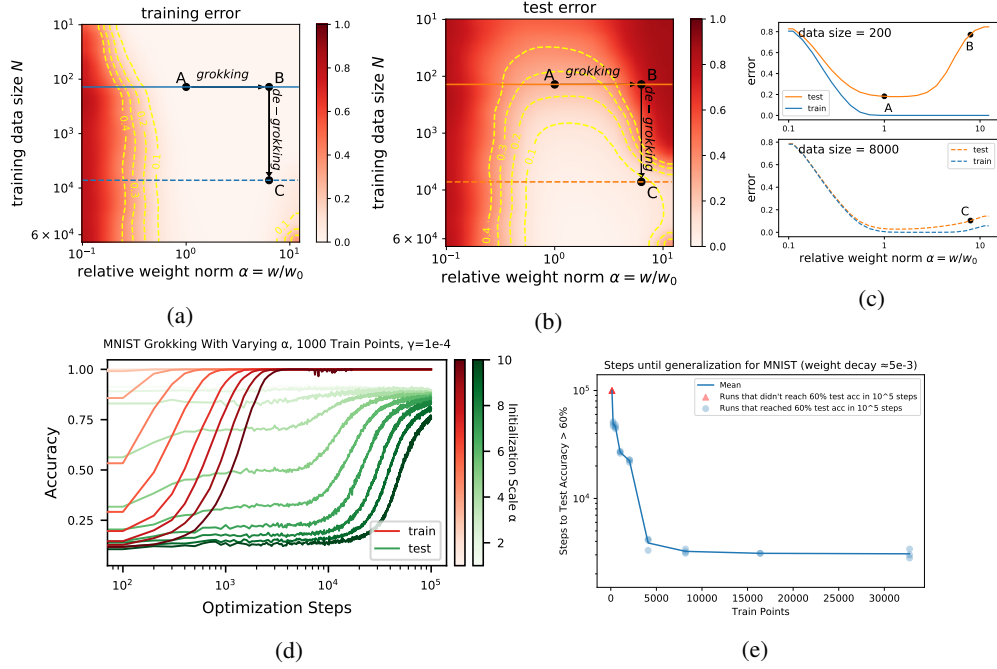 training error
10^1
10^2
10^3
10^4
6 × 10^4
training data size N
A
grokking
B
de − grokking
C
0.4
0.3
10^-1
10^0
10^1
relative weight norm α = w/w_0
1.0
0.8
0.6
0.4
0.2
0.0
(a)
test error
10^1
10^2
10^3
10^4
6 × 10^4
training data size N
A
grokking
B
de − grokking
C
0.3
0.4
10^-1
10^0
10^1
relative weight norm α = w/w_0
1.0
0.8
0.6
0.4
0.2
0.0
(b)
data size = 200
error
0.8
0.4
0.0
test
train
A
B
0.1
1
10
data size = 8000
error
0.8
0.4
0.0
test
train
C
0.1
1
10
relative weight norm α = w/w_0
(c)
MNIST Grokking With Varying α, 1000 Train Points, γ=1e-4
Accuracy
1.00
0.75
0.50
0.25
train
test
10^2
10^3
10^4
10^5
Optimization Steps
10
8
6
4
2
Initialization Scale α
(d)
Steps until generalization for MNIST (weight decay ≈5e-3)
Mean
Runs that didn't reach 60% test acc in 10^5 steps
Runs that reached 60% test acc in 10^5 steps
Steps to Test Accuracy > 60%
10^5
10^4
0
5000
10000
15000
20000
25000
30000
Train Points
(e)